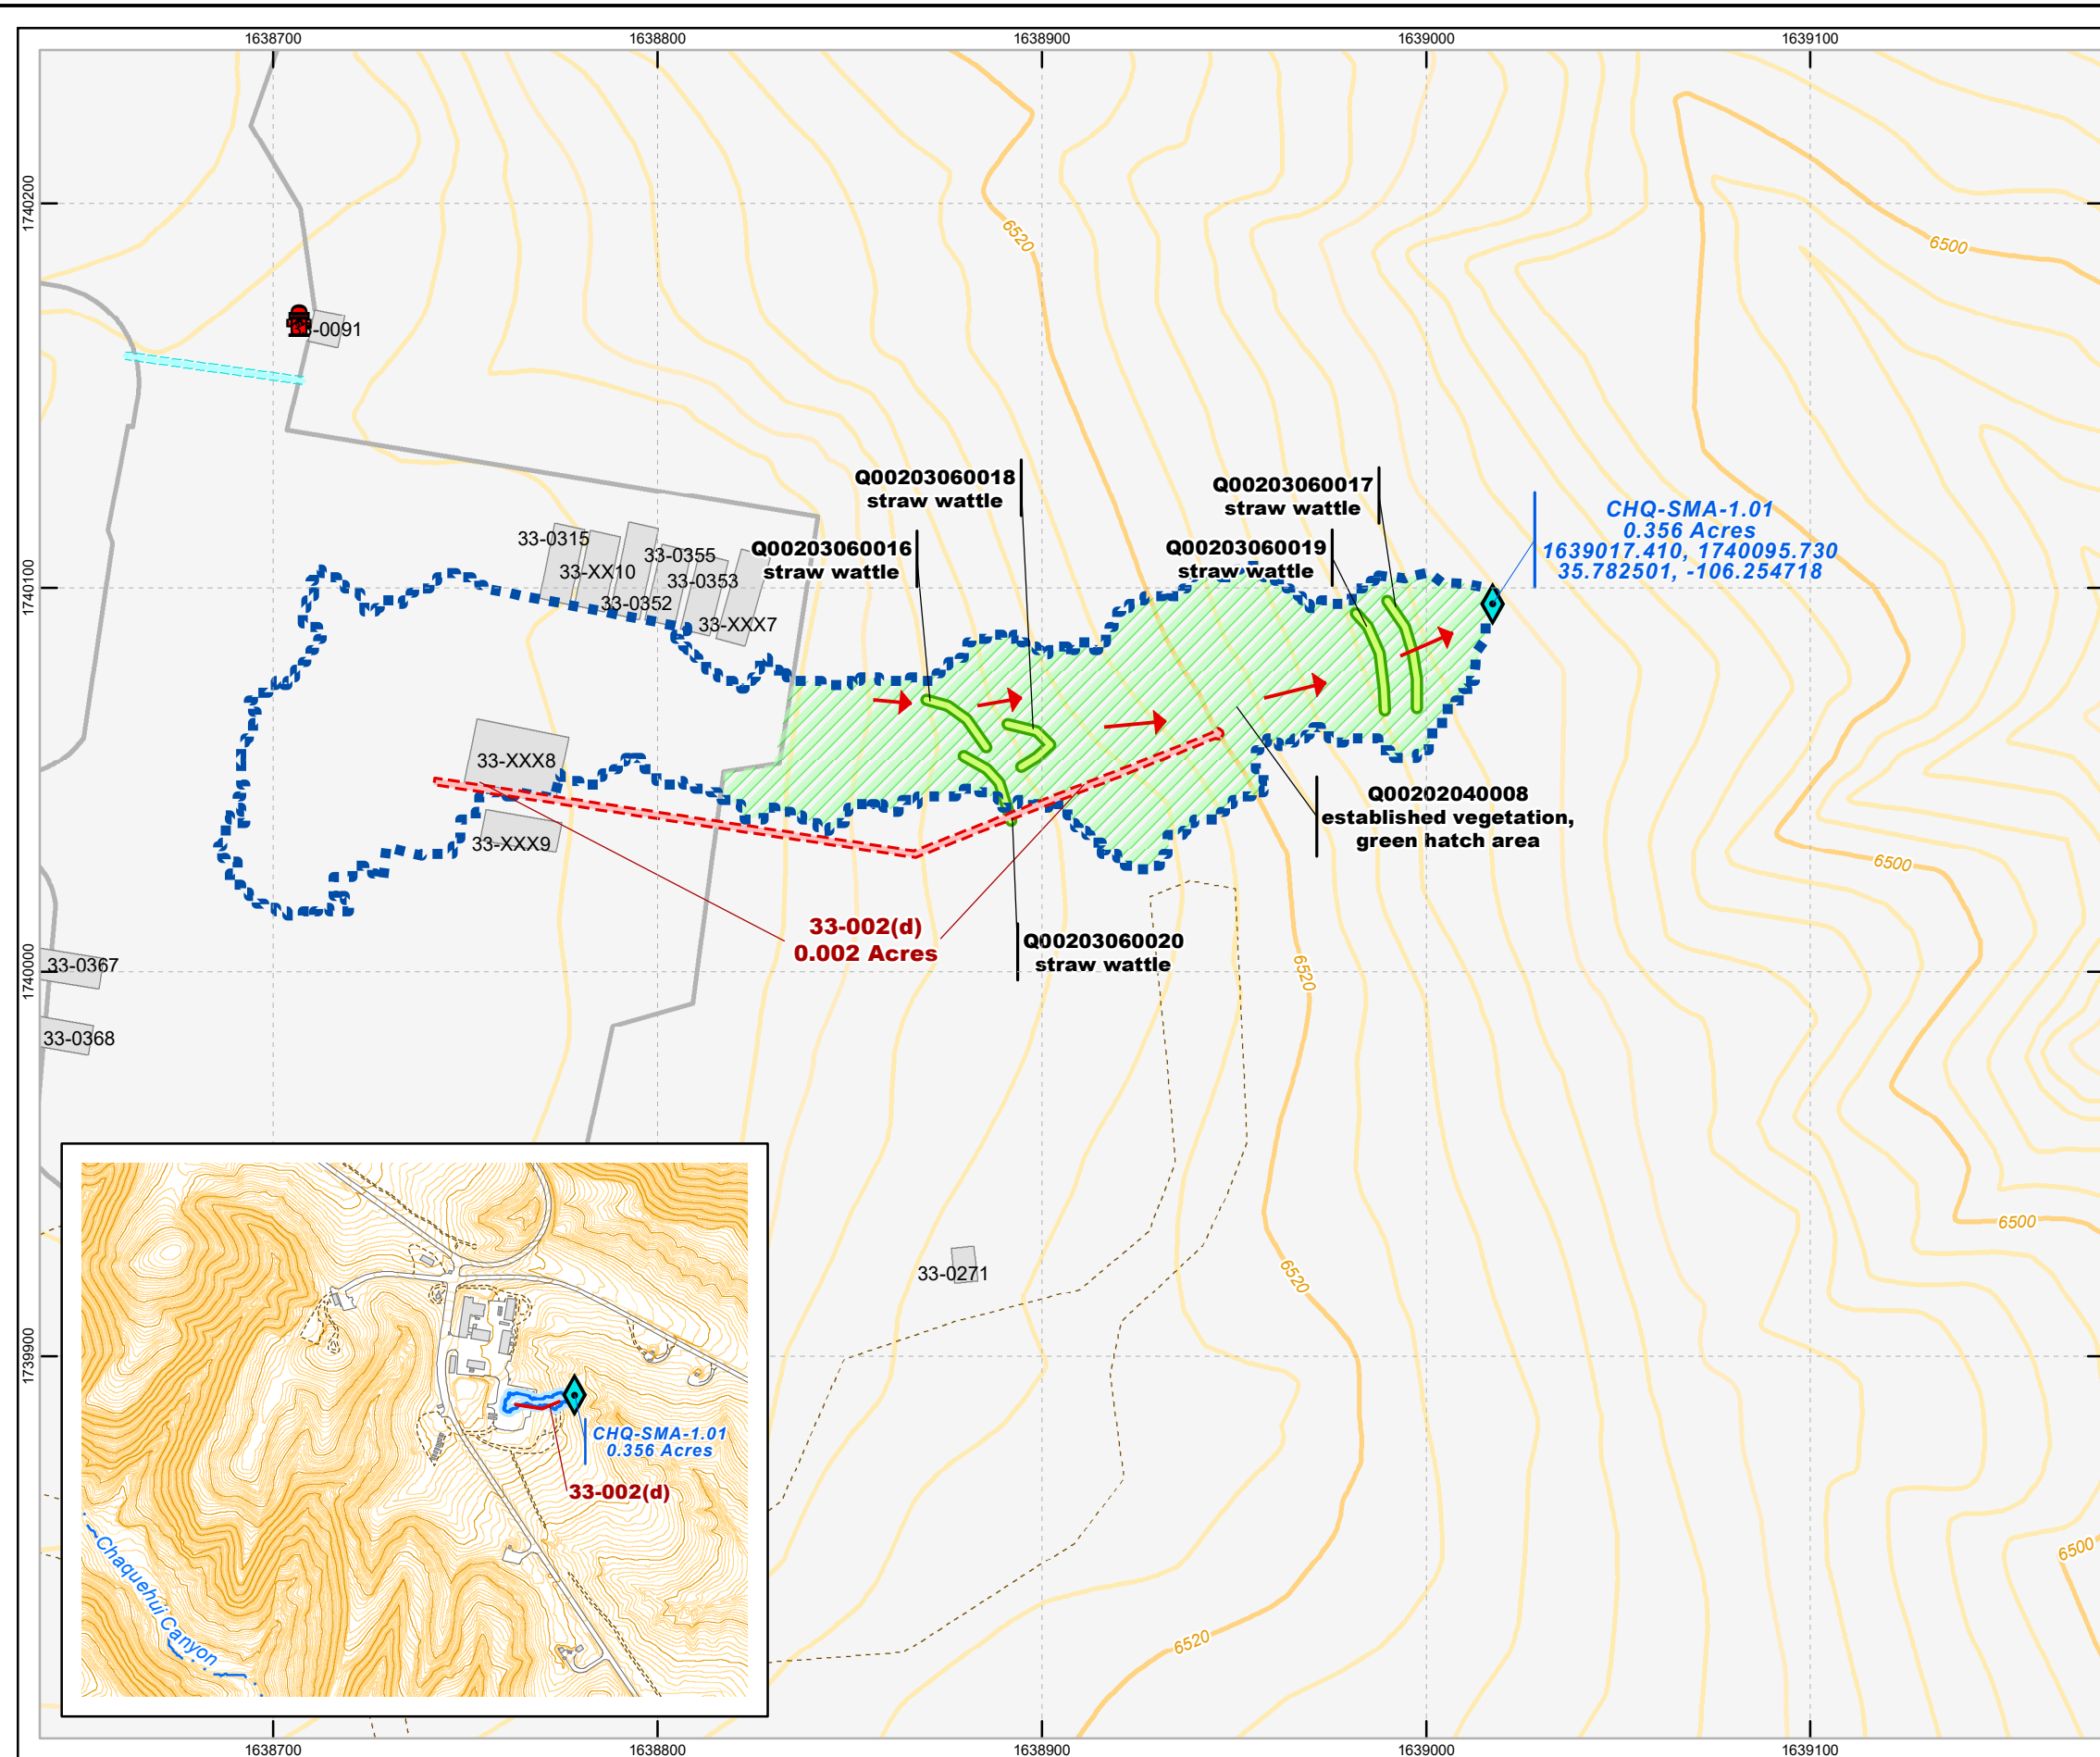 1638700
1638800
1638900
1639000
1639100
1740200
6520
6500
33-0091
Q00203060018
straw wattle
Q00203060017
straw wattle
CHQ-SMA-1.01
0.356 Acres
1639017.410, 1740095.730
35.782501, -106.254718
33-0315
33-0355
Q00203060016
straw wattle
Q00203060019
straw wattle
33-XX10
33-0353
33-0352
33-XXX7
1740100
33-XXX8
Q00202040008
established vegetation,
green hatch area
33-XXX9
6500
33-002(d)
0.002 Acres
Q00203060020
straw wattle
33-0367
1740000
6520
33-0368
6500
33-0271
6520
1739900
CHQ-SMA-1.01
0.356 Acres
33-002(d)
Chaquehui Canyon
6500
6520
1638700
1638800
1638900
1639000
1639100